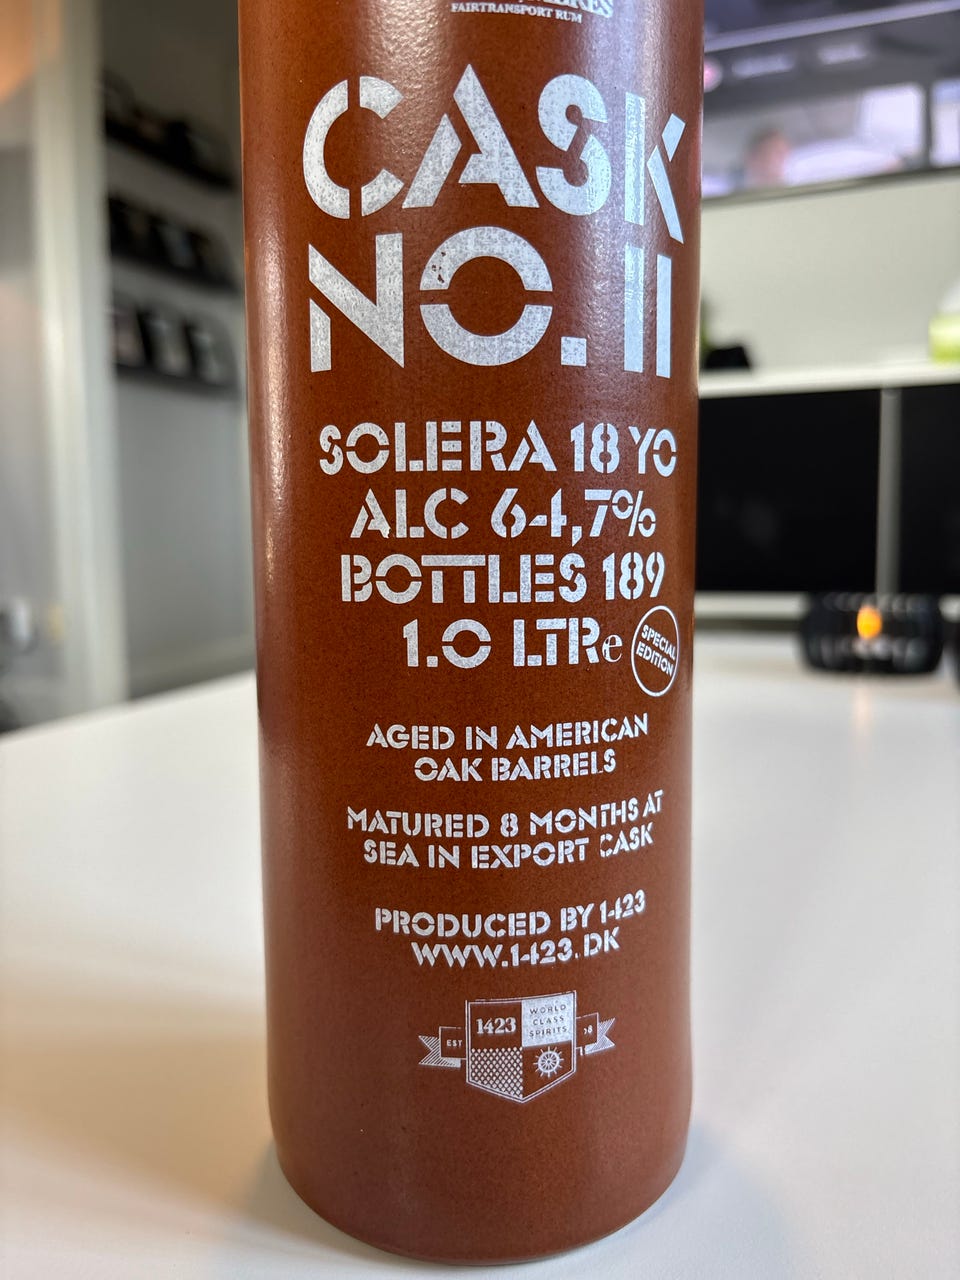 FAIRTRANSPORT RUM
CASK
NO. II
SOLERA 18 YO
ALC 64,7%
BOTTLES 189
1.0 LTRe
SPECIAL
EDITION
AGED IN AMERICAN
OAK BARRELS
MATURED 8 MONTHS AT
SEA IN EXPORT CASK
PRODUCED BY 1423
WWW.1423.DK
1423
WORLD
CLASS
SPIRITS
EST